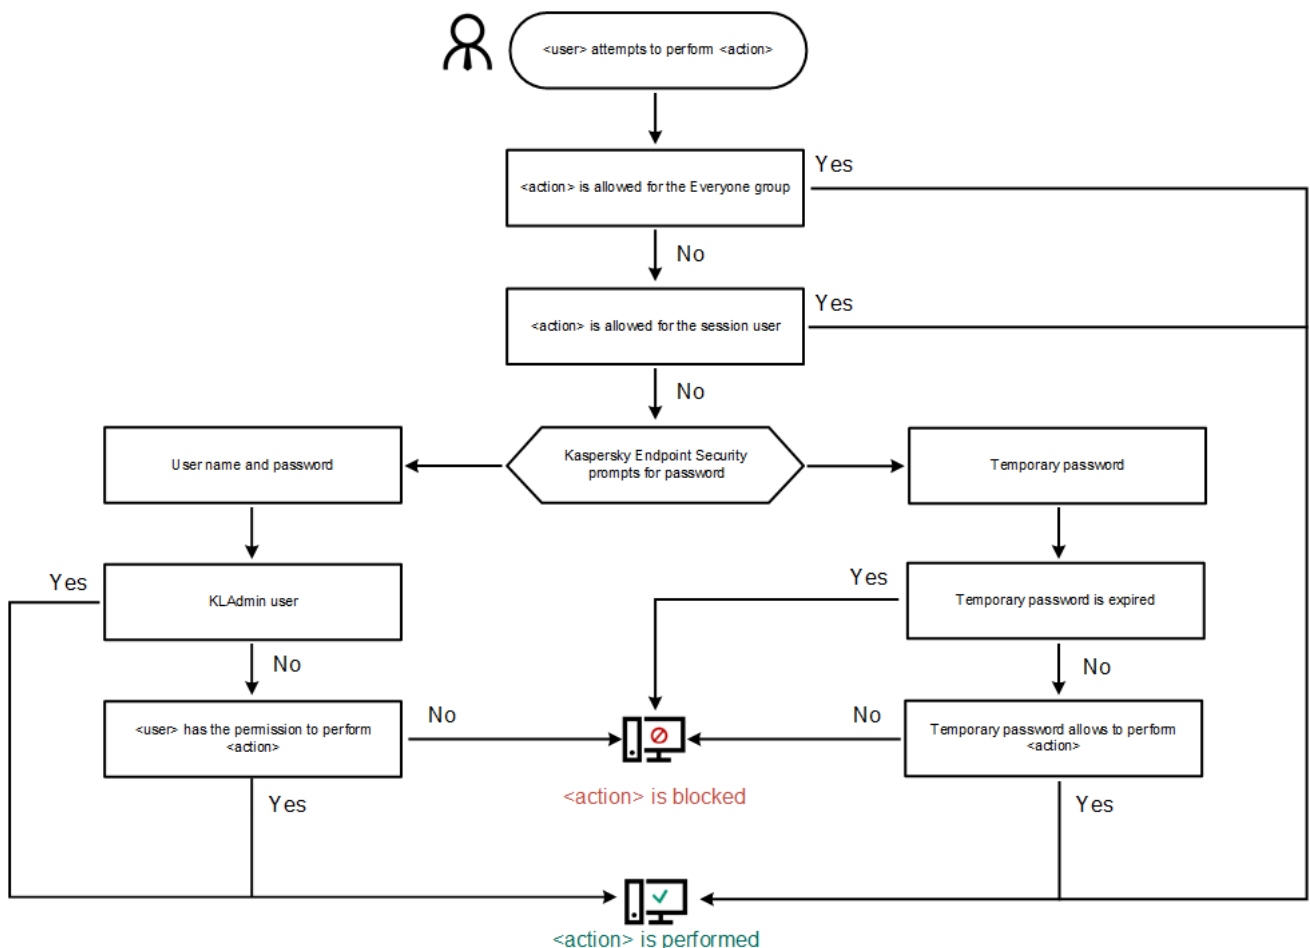 <user> attempts to perform <action>
Yes
<action> is allowed for the Everyone group
No
Yes
<action> is allowed for the session user
No
User name and password
Kaspersky Endpoint Security
prompts for password
Temporary password
Yes
KLAdmin user
Yes
Temporary password is expired
No
No
<user> has the permission to perform
<action>
No
No
Temporary password allows to perform
<action>
<action> is blocked
Yes
Yes
<action> is performed